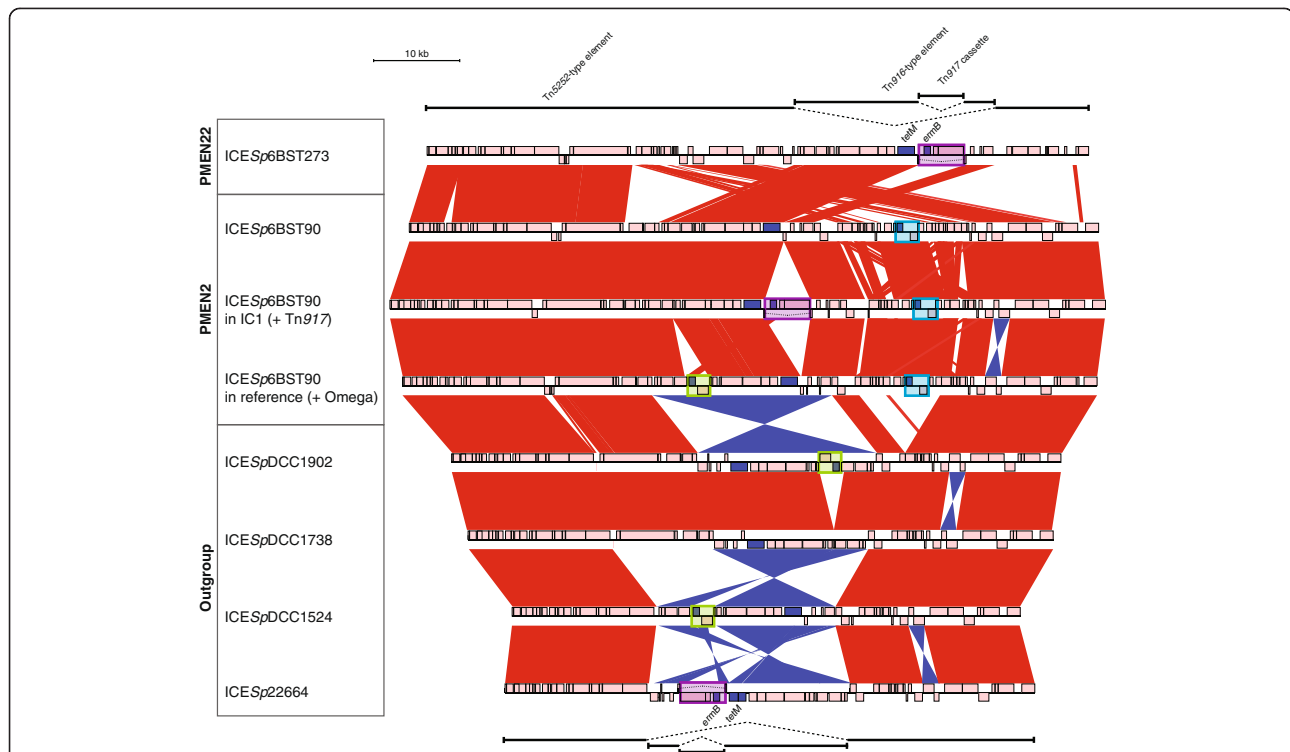 10 kb
Tn5252-type element
Tn916-type element
Tn917 cassette
tetM
ermB
PMEN22
ICESp6BST273
PMEN2
ICESp6BST90
ICESp6BST90
in IC1 (+ Tn917)
ICESp6BST90
in reference (+ Omega)
Outgroup
ICESpDCC1902
ICESpDCC1738
ICESpDCC1524
ICESp22664
ermB
tetM